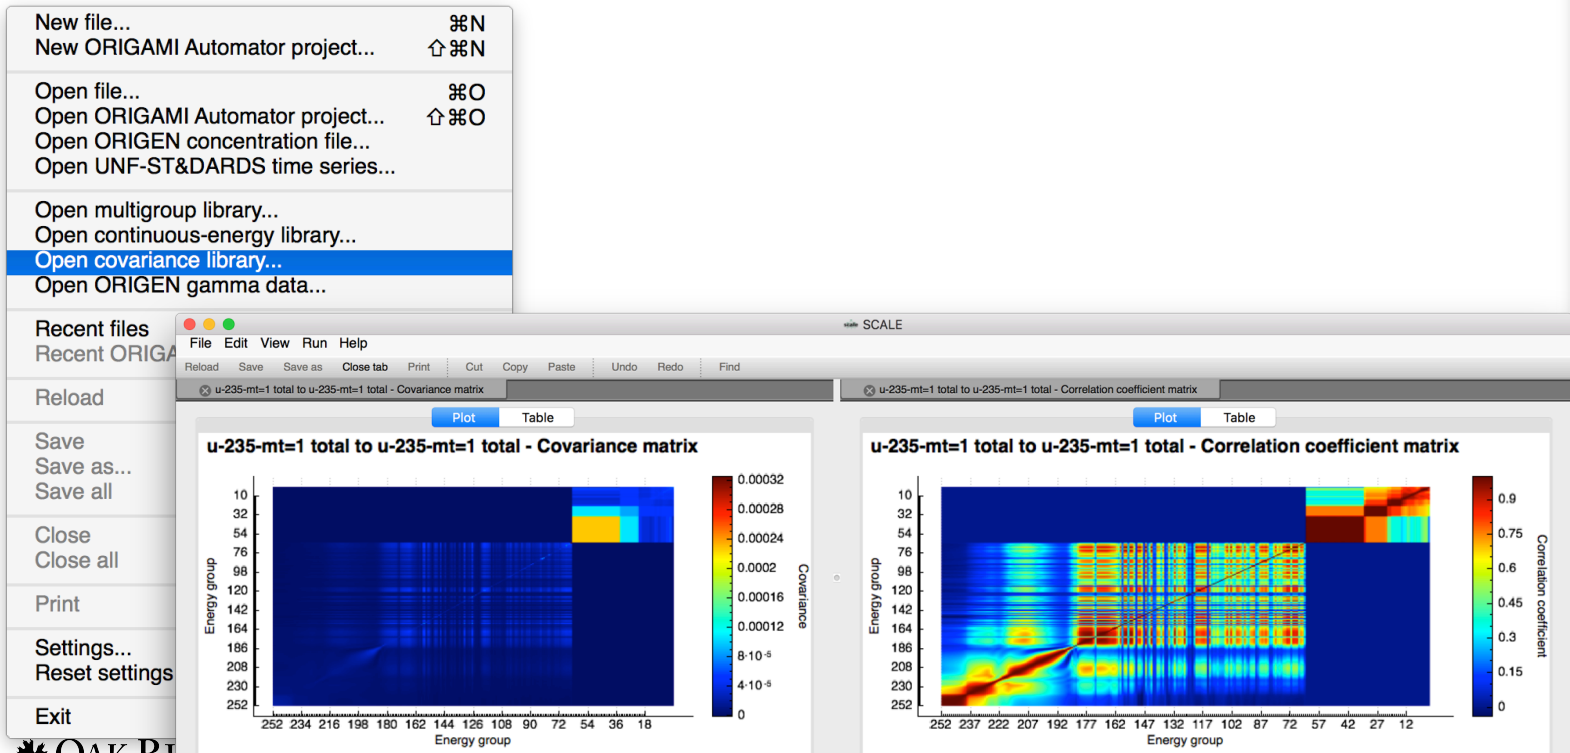 New file... ⌘N
New ORIGAMI Automator project... ⇧⌘N
Open file... ⌘O
Open ORIGAMI Automator project... ⇧⌘O
Open ORIGEN concentration file...
Open UNF-ST&DARDS time series...
Open multigroup library...
Open continuous-energy library...
Open covariance library...
Open ORIGEN gamma data...
Recent files
Recent ORIGA
Reload
Save
Save as...
Save all
Close
Close all
Print
Settings...
Reset settings
Exit
OAK RI
SCALE
File Edit View Run Help
Reload Save Save as Close tab Print Cut Copy Paste Undo Redo Find
u-235-mt=1 total to u-235-mt=1 total - Covariance matrix
Plot Table
u-235-mt=1 total to u-235-mt=1 total - Covariance matrix
10
32
54
76
98
120
142
164
186
208
230
252
Energy group
252 234 216 198 180 162 144 126 108 90 72 54 36 18
Energy group
0.00032
0.00028
0.00024
0.0002
0.00016
0.00012
8·10⁻⁵
4·10⁻⁵
0
Covariance
u-235-mt=1 total to u-235-mt=1 total - Correlation coefficient matrix
Plot Table
u-235-mt=1 total to u-235-mt=1 total - Correlation coefficient matrix
10
32
54
76
98
120
142
164
186
208
230
252
Energy group
252 237 222 207 192 177 162 147 132 117 102 87 72 57 42 27 12
Energy group
0.9
0.75
0.6
0.45
0.3
0.15
0
Correlation coefficient